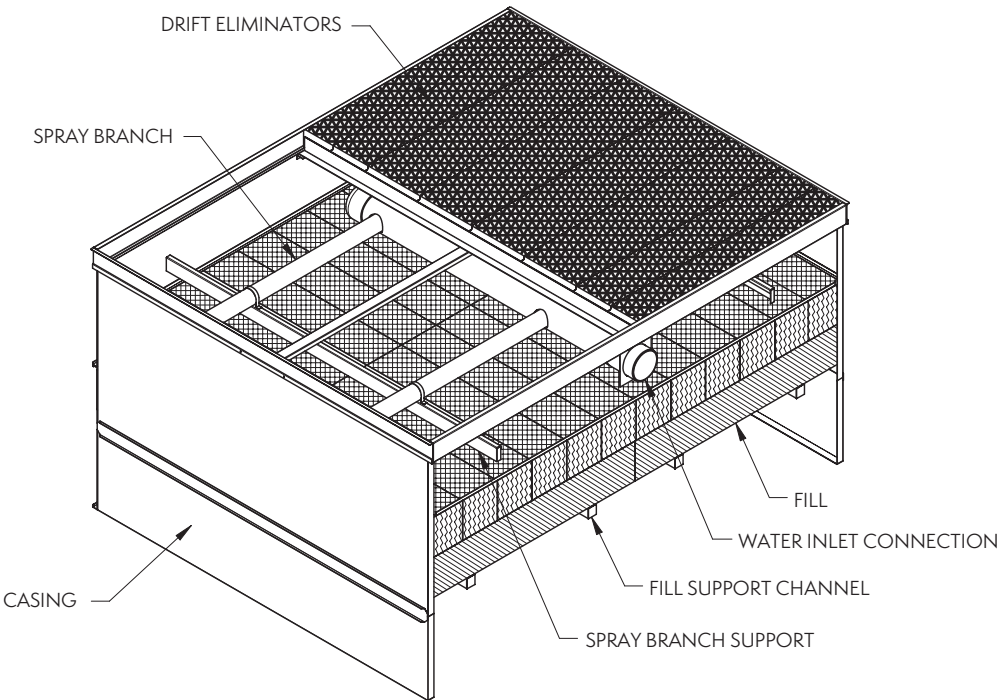 DRIFT ELIMINATORS
SPRAY BRANCH
FILL
WATER INLET CONNECTION
FILL SUPPORT CHANNEL
CASING
SPRAY BRANCH SUPPORT